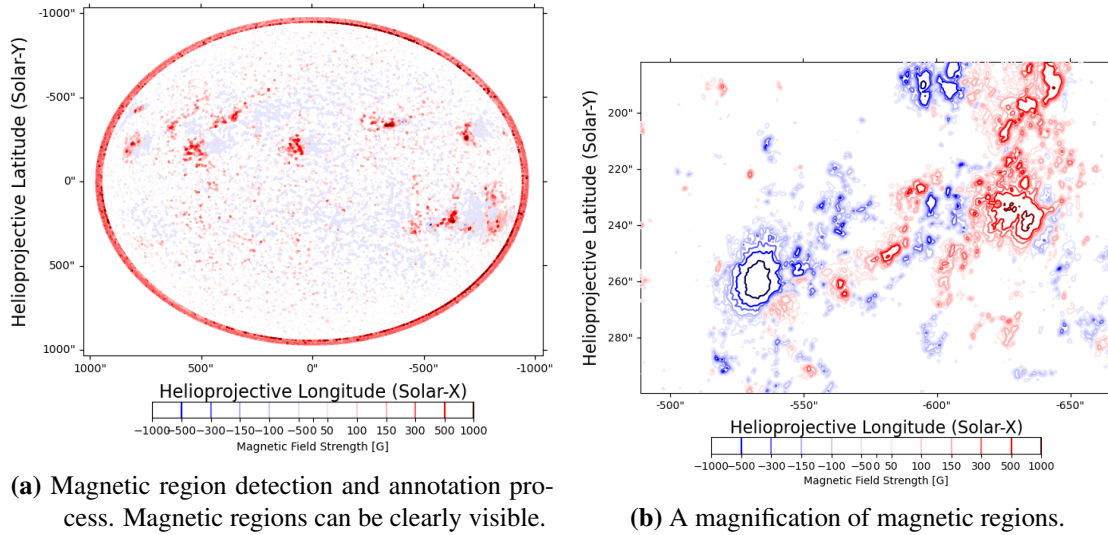 -1000"
-500"
0"
500"
1000"
Helioprojective Latitude (Solar-Y)
1000" 500" 0" -500" -1000"
Helioprojective Longitude (Solar-X)
−1000−500−300−150−100−50 50 100 150 300 500 1000
Magnetic Field Strength [G]
(a) Magnetic region detection and annotation pro-
cess. Magnetic regions can be clearly visible.
200"
220"
240"
260"
280"
Helioprojective Latitude (Solar-Y)
-500" -550" -600" -650"
Helioprojective Longitude (Solar-X)
−1000−500−300−150−100−50 0 50 100 150 300 500 1000
Magnetic Field Strength [G]
(b) A magnification of magnetic regions.